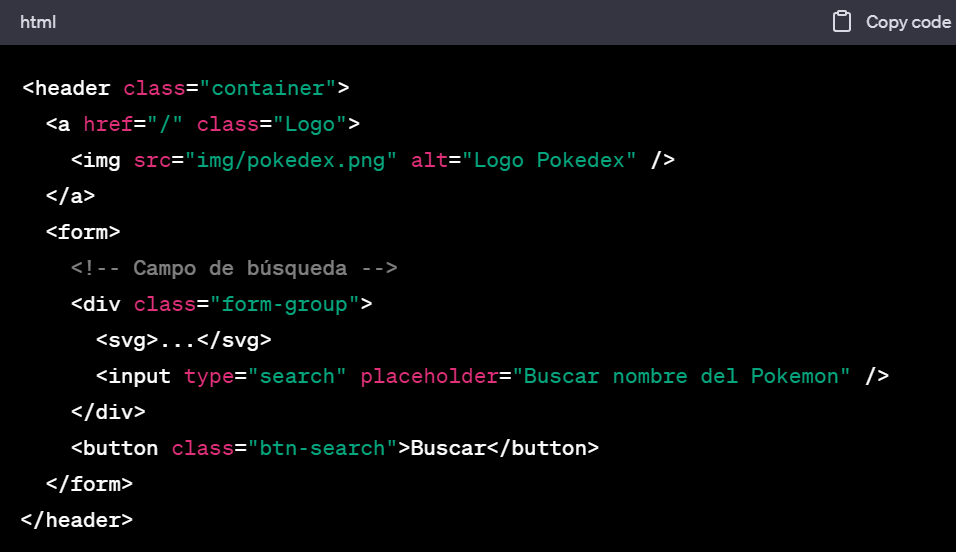 html
Copy code
<header class="container">
<a href="/" class="Logo">
<img src="img/pokedex.png" alt="Logo Pokedex" />
</a>
<form>
<!-- Campo de búsqueda -->
<div class="form-group">
<svg>...</svg>
<input type="search" placeholder="Buscar nombre del Pokemon" />
</div>
<button class="btn-search">Buscar</button>
</form>
</header>